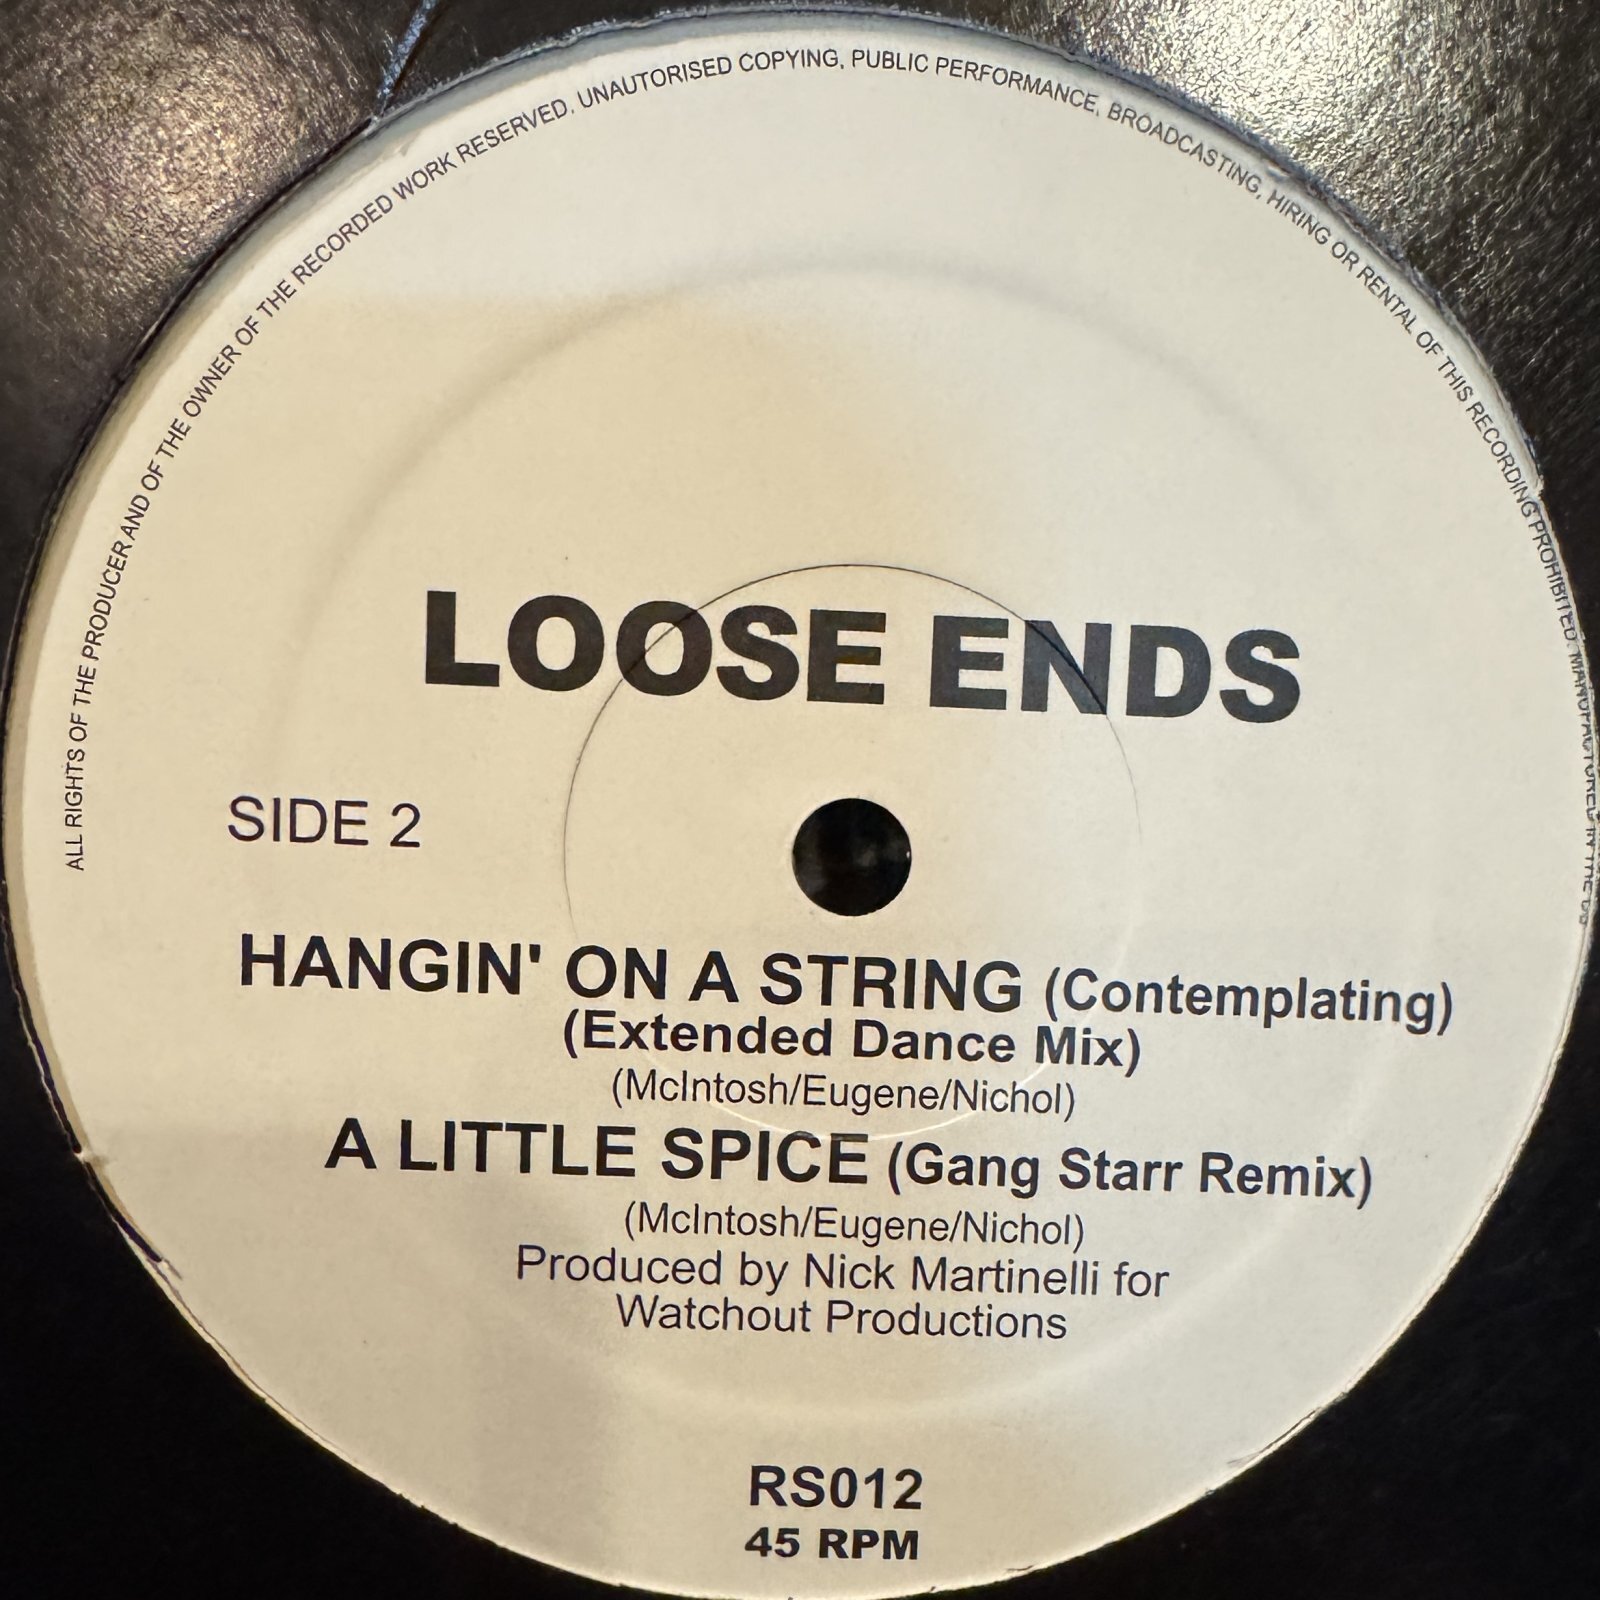 ALL RIGHTS OF THE PRODUCER AND OF THE OWNER OF THE RECORDED WORK RESERVED. UNAUTORISED COPYING, PUBLIC PERFORMANCE, BROADCASTING, HIRING OR RENTAL OF THIS RECORDING PROHIBITED. MANUFACTURED IN THE
LOOSE ENDS
SIDE 2
HANGIN' ON A STRING (Contemplating)
(Extended Dance Mix)
(McIntosh/Eugene/Nichol)
A LITTLE SPICE (Gang Starr Remix)
(McIntosh/Eugene/Nichol)
Produced by Nick Martinelli for
Watchout Productions
RS012
45 RPM